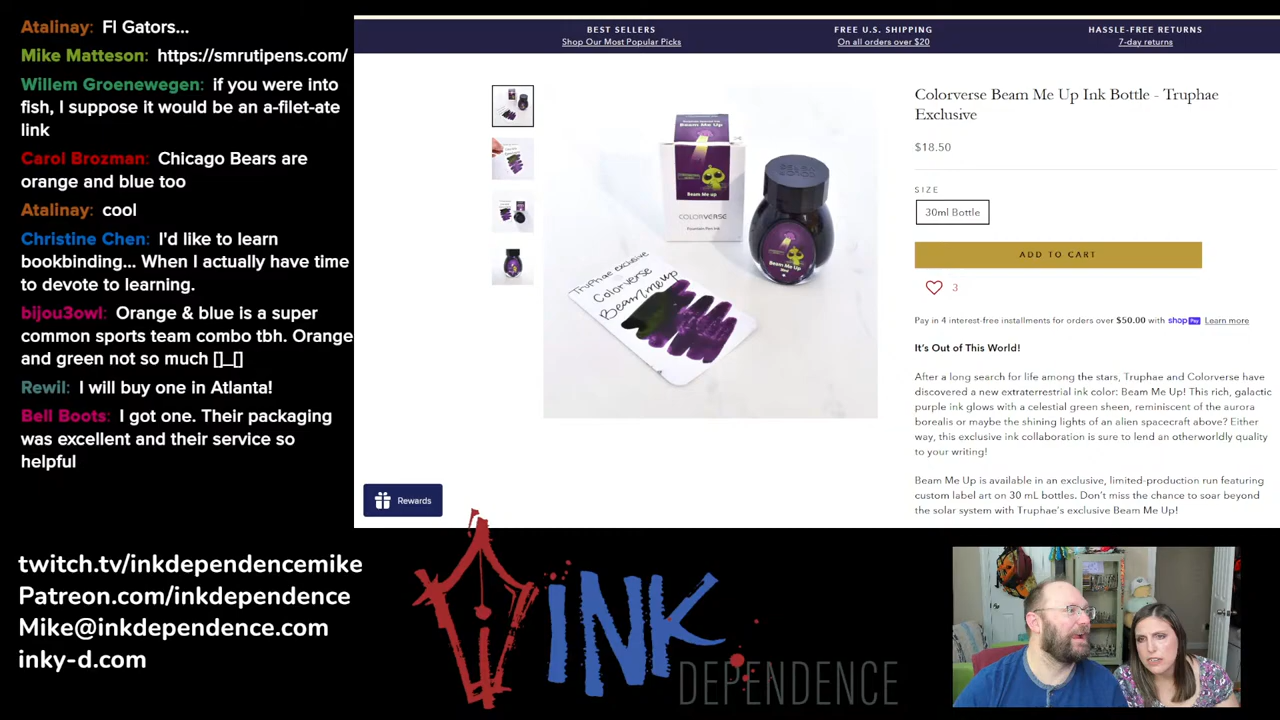 Atalinay: Fl Gators...
Mike Matteson: https://smrutipens.com/
Willem Groenewegen: if you were into
fish, I suppose it would be an a-filet-ate
link
Carol Brozman: Chicago Bears are
orange and blue too
Atalinay: cool
Christine Chen: I'd like to learn
bookbinding... When I actually have time
to devote to learning.
bijou3owl: Orange & blue is a super
common sports team combo tbh. Orange
and green not so much []_[]
Rewil: I will buy one in Atlanta!
Bell Boots: I got one. Their packaging
was excellent and their service so
helpful
BEST SELLERS
Shop Our Most Popular Picks
FREE U.S. SHIPPING
On all orders over $20
HASSLE-FREE RETURNS
7-day returns
Beam Me Up
Beam Me up
COLORVERSE
Fountain Pen Ink
Beam Me Up
Truphae exclusive
Colorverse
Beam me up
Colorverse Beam Me Up Ink Bottle - Truphae
Exclusive
$18.50
SIZE
30ml Bottle
ADD TO CART
3
Pay in 4 interest-free installments for orders over $50.00 with shop Pay Learn more
It's Out of This World!
After a long search for life among the stars, Truphae and Colorverse have
discovered a new extraterrestrial ink color: Beam Me Up! This rich, galactic
purple ink glows with a celestial green sheen, reminiscent of the aurora
borealis or maybe the shining lights of an alien spacecraft above? Either
way, this exclusive ink collaboration is sure to lend an otherworldly quality
to your writing!
Beam Me Up is available in an exclusive, limited-production run featuring
custom label art on 30 mL bottles. Don't miss the chance to soar beyond
the solar system with Truphae's exclusive Beam Me Up!
Rewards
twitch.tv/inkdependencemike
Patreon.com/inkdependence
Mike@inkdependence.com
inky-d.com
INK
DEPENDENCE